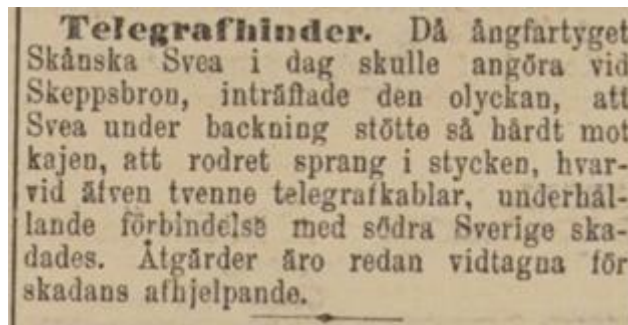 Telegrafhinder. Då ångfartyget
Skånska Svea i dag skulle angöra vid
Skeppsbron, inträffade den olyckan, att
Svea under backning stötte så hårdt mot
kajen, att rodret sprang i stycken, hvar-
vid äfven tvenne telegrafkablar, underhål-
lande förbindelse med södra Sverige ska-
dades. Åtgärder äro redan vidtagna för
skadans afhjelpande.